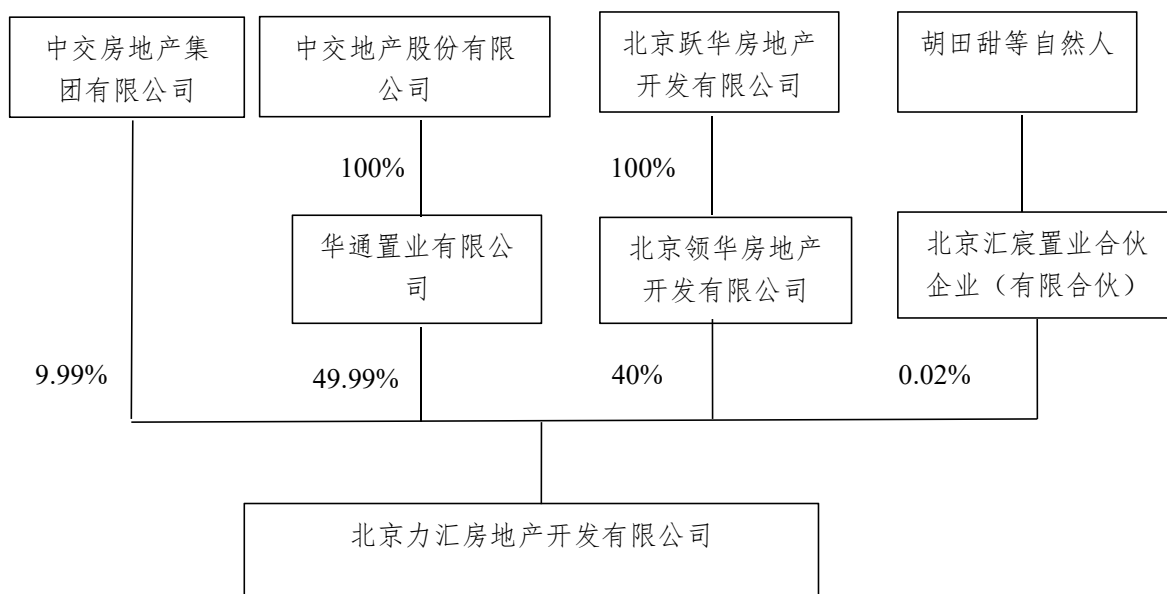 中交房地产集
团有限公司
中交地产股份有限
公司
北京跃华房地产
开发有限公司
胡田甜等自然人
100%
100%
华通置业有限公
司
北京领华房地产
开发有限公司
北京汇宸置业合伙
企业（有限合伙）
9.99%
49.99%
40%
0.02%
北京力汇房地产开发有限公司